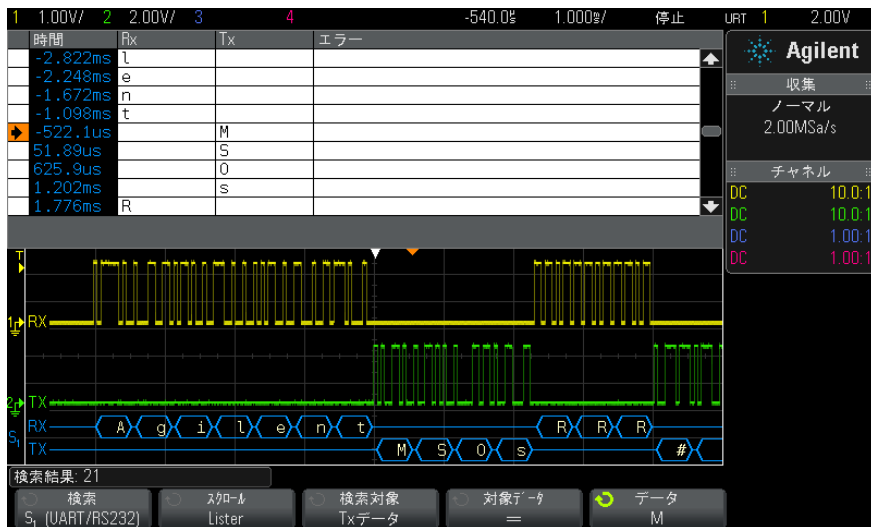 1 1.00V/ 2 2.00V/ 3 4 -540.0us 1.000ms/ 停止 URT 1 2.00V
時間 Rx Tx エラー
-2.822ms l
-2.248ms e
-1.672ms n
-1.098ms t
-522.1us M
51.89us S
625.9us O
1.202ms s
1.776ms R
Agilent
収集
ノーマル
2.00MSa/s
チャネル
DC 10.0:1
DC 10.0:1
DC 1.00:1
DC 1.00:1
T
1 RX
2 TX
S1 RX A g i l e n t R R R
TX M S O s #
検索結果: 21
検索
S1 (UART/RS232)
スクロール
Lister
検索対象
Txデータ
対象データ
=
データ
M